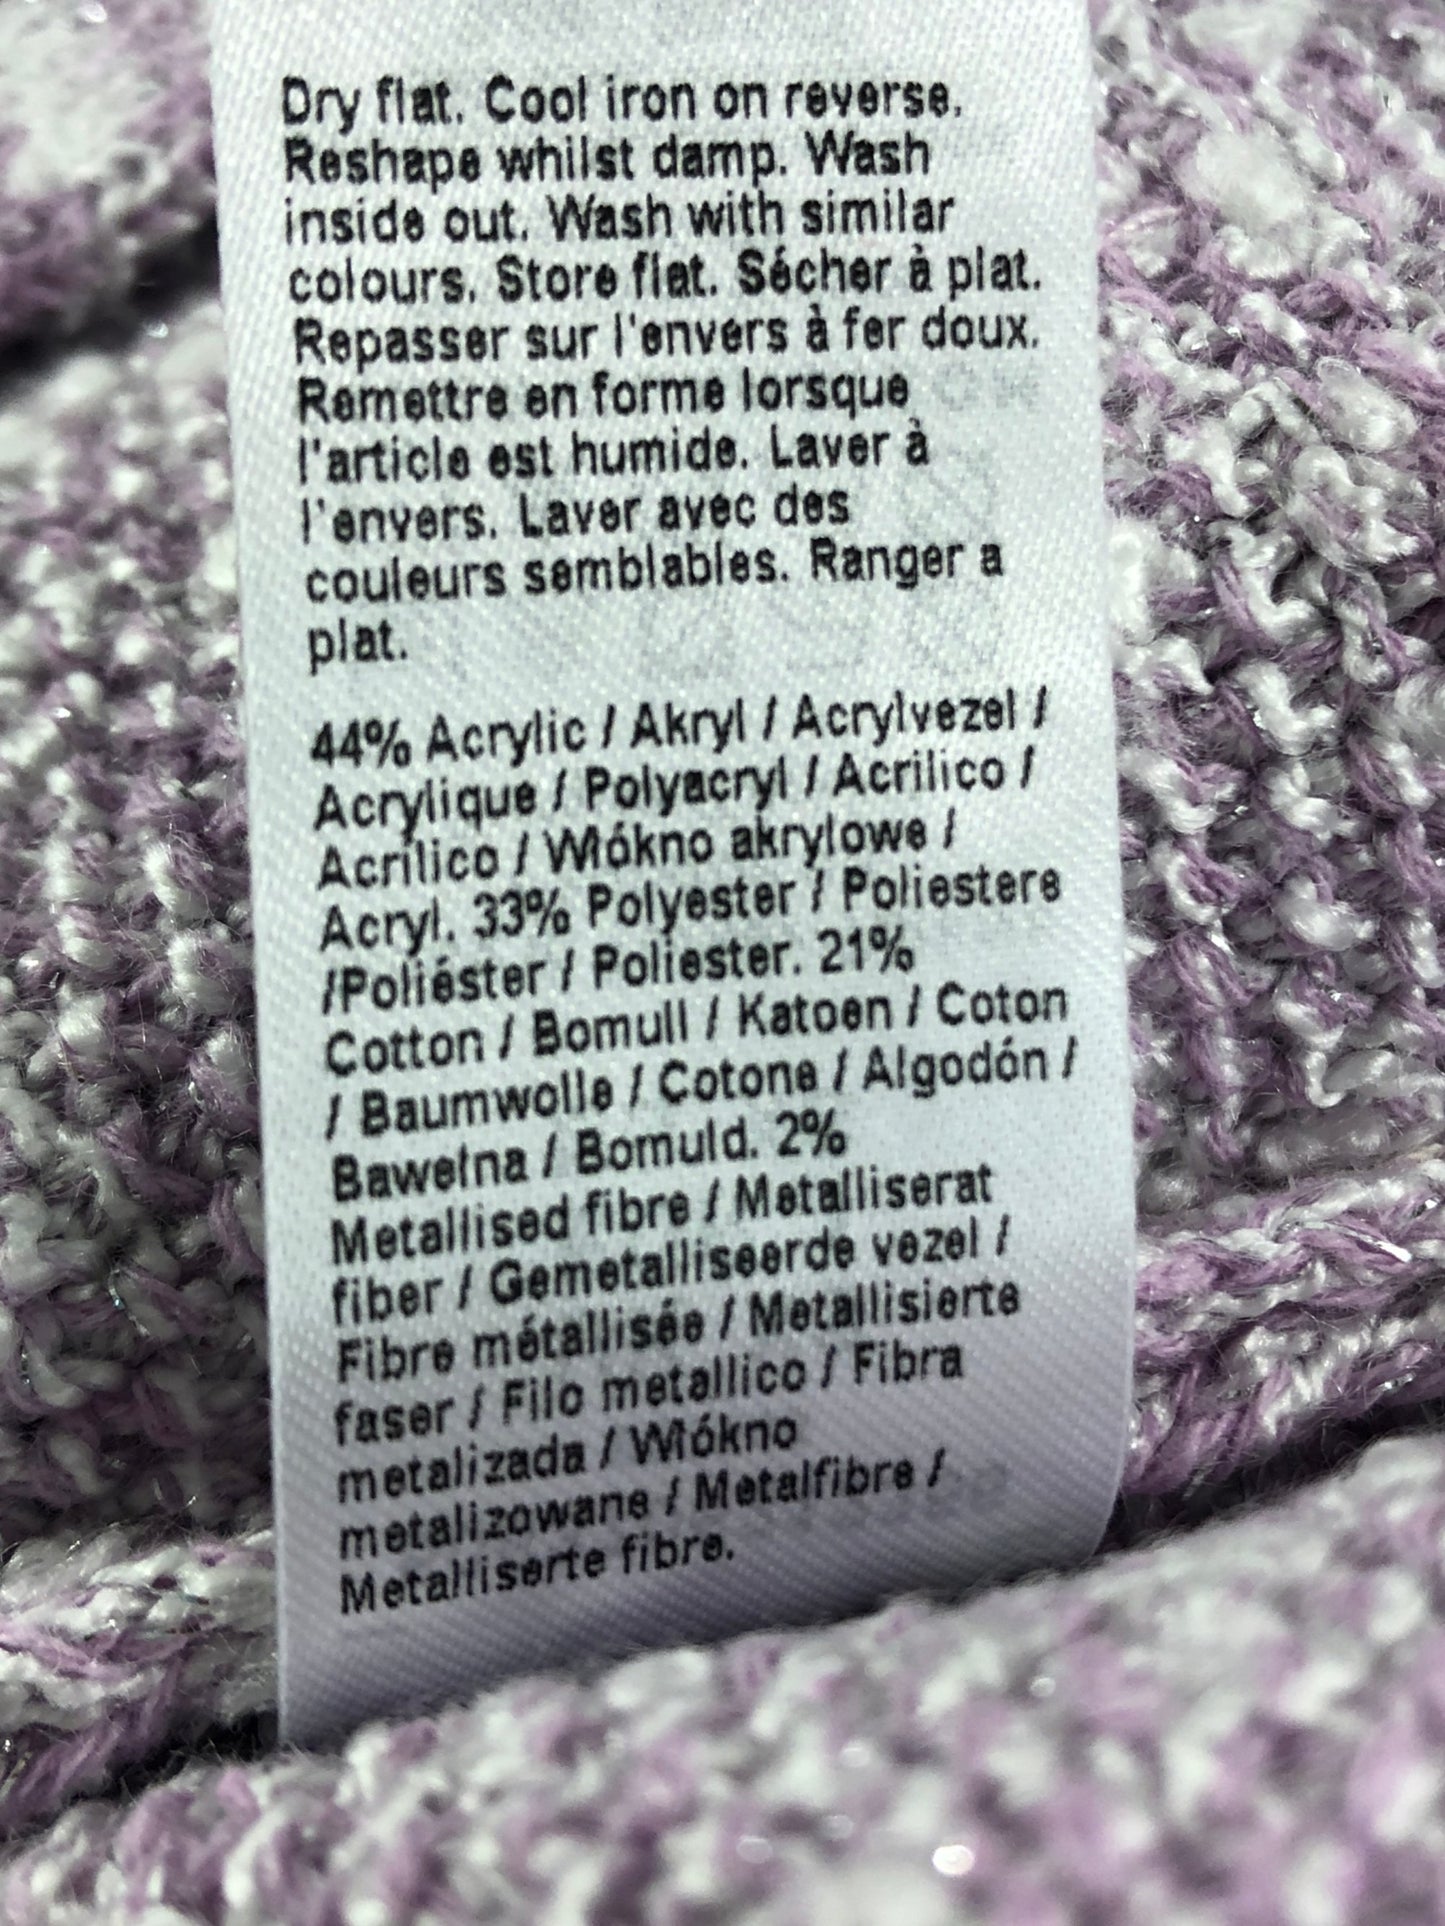 Dry flat. Cool iron on reverse.
Reshape whilst damp. Wash
inside out. Wash with similar
colours. Store flat. Sécher à plat.
Repasser sur l'envers à fer doux.
Remettre en forme lorsque
l'article est humide. Laver à
l'envers. Laver avec des
couleurs semblables. Ranger a
plat.
44% Acrylic / Akryl / Acrylvezel /
Acrylique / Polyacryl / Acrilico /
Acrílico / Włókno akrylowe /
Acryl. 33% Polyester / Poliestere
/Poliéster / Poliester. 21%
Cotton / Bomull / Katoen / Coton
/ Baumwolle / Cotone / Algodón /
Bawełna / Bomuld. 2%
Metallised fibre / Metalliserat
fiber / Gemetalliseerde vezel /
Fibre métallisée / Metallisierte
faser / Filo metallico / Fibra
metalizada / Włókno
metalizowane / Metalfibre /
Metalliserte fibre.